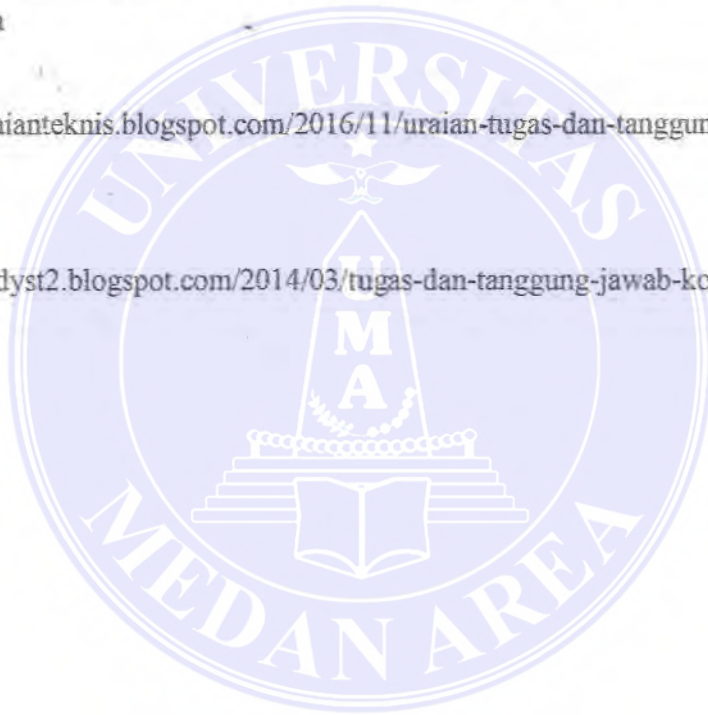 aianteknis.blogspot.com/2016/11/uraian-tugas-dan-tanggun
dyst2.blogspot.com/2014/03/tugas-dan-tanggung-jawab-ko
UNIVERSITAS
UMA
MEDAN AREA